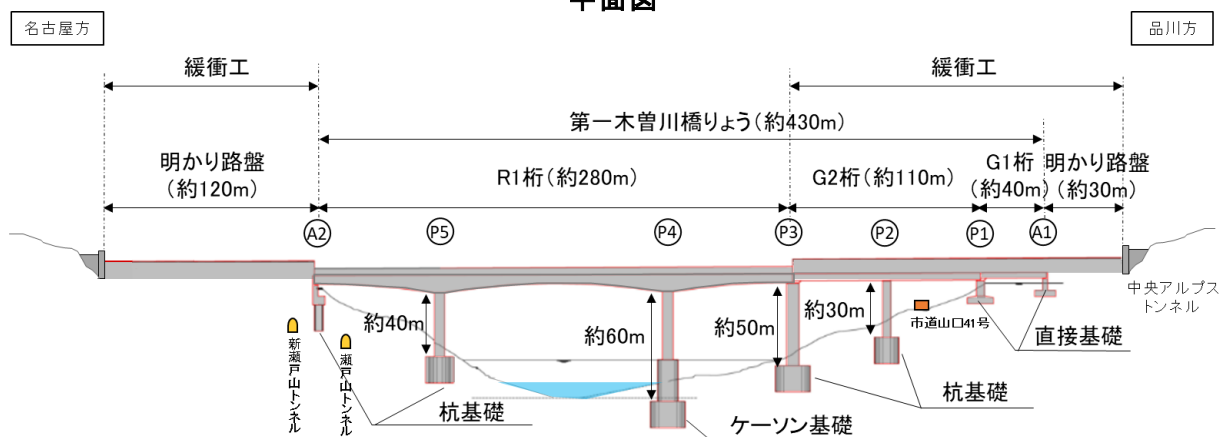 平面図
名古屋方
品川方
緩衝工
緩衝工
第一木曽川橋りょう(約430m)
明かり路盤
(約120m)
R1桁(約280m)
G2桁(約110m)
G1桁
(約40m)
明かり路盤
(約30m)
A2
P5
P4
P3
P2
P1
A1
中央アルプス
トンネル
約40m
約60m
約50m
約30m
市道山口41号
直接基礎
新瀬戸山トンネル
瀬戸山トンネル
杭基礎
ケーソン基礎
杭基礎